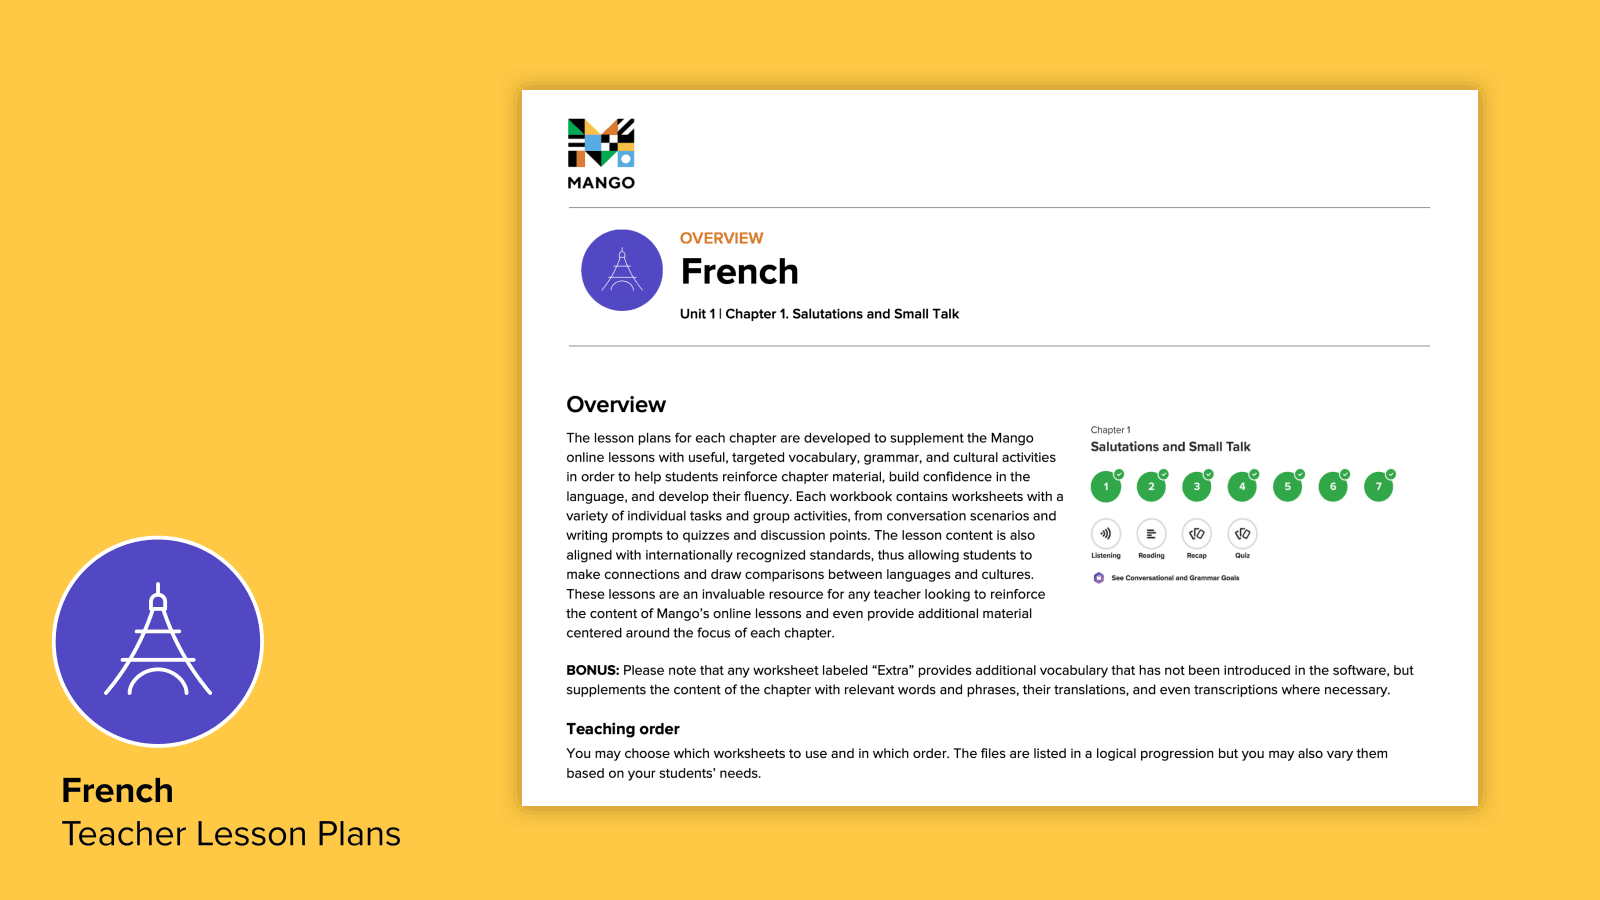 MANGO
OVERVIEW
French
Unit 1 | Chapter 1. Salutations and Small Talk
Overview
The lesson plans for each chapter are developed to supplement the Mango
online lessons with useful, targeted vocabulary, grammar, and cultural activities
in order to help students reinforce chapter material, build confidence in the
language, and develop their fluency. Each workbook contains worksheets with a
variety of individual tasks and group activities, from conversation scenarios and
writing prompts to quizzes and discussion points. The lesson content is also
aligned with internationally recognized standards, thus allowing students to
make connections and draw comparisons between languages and cultures.
These lessons are an invaluable resource for any teacher looking to reinforce
the content of Mango’s online lessons and even provide additional material
centered around the focus of each chapter.
Chapter 1
Salutations and Small Talk
1 2 3 4 5 6 7
Listening Reading Recap Quiz
See Conversational and Grammar Goals
BONUS: Please note that any worksheet labeled “Extra” provides additional vocabulary that has not been introduced in the software, but
supplements the content of the chapter with relevant words and phrases, their translations, and even transcriptions where necessary.
Teaching order
You may choose which worksheets to use and in which order. The files are listed in a logical progression but you may also vary them
based on your students’ needs.
French
Teacher Lesson Plans